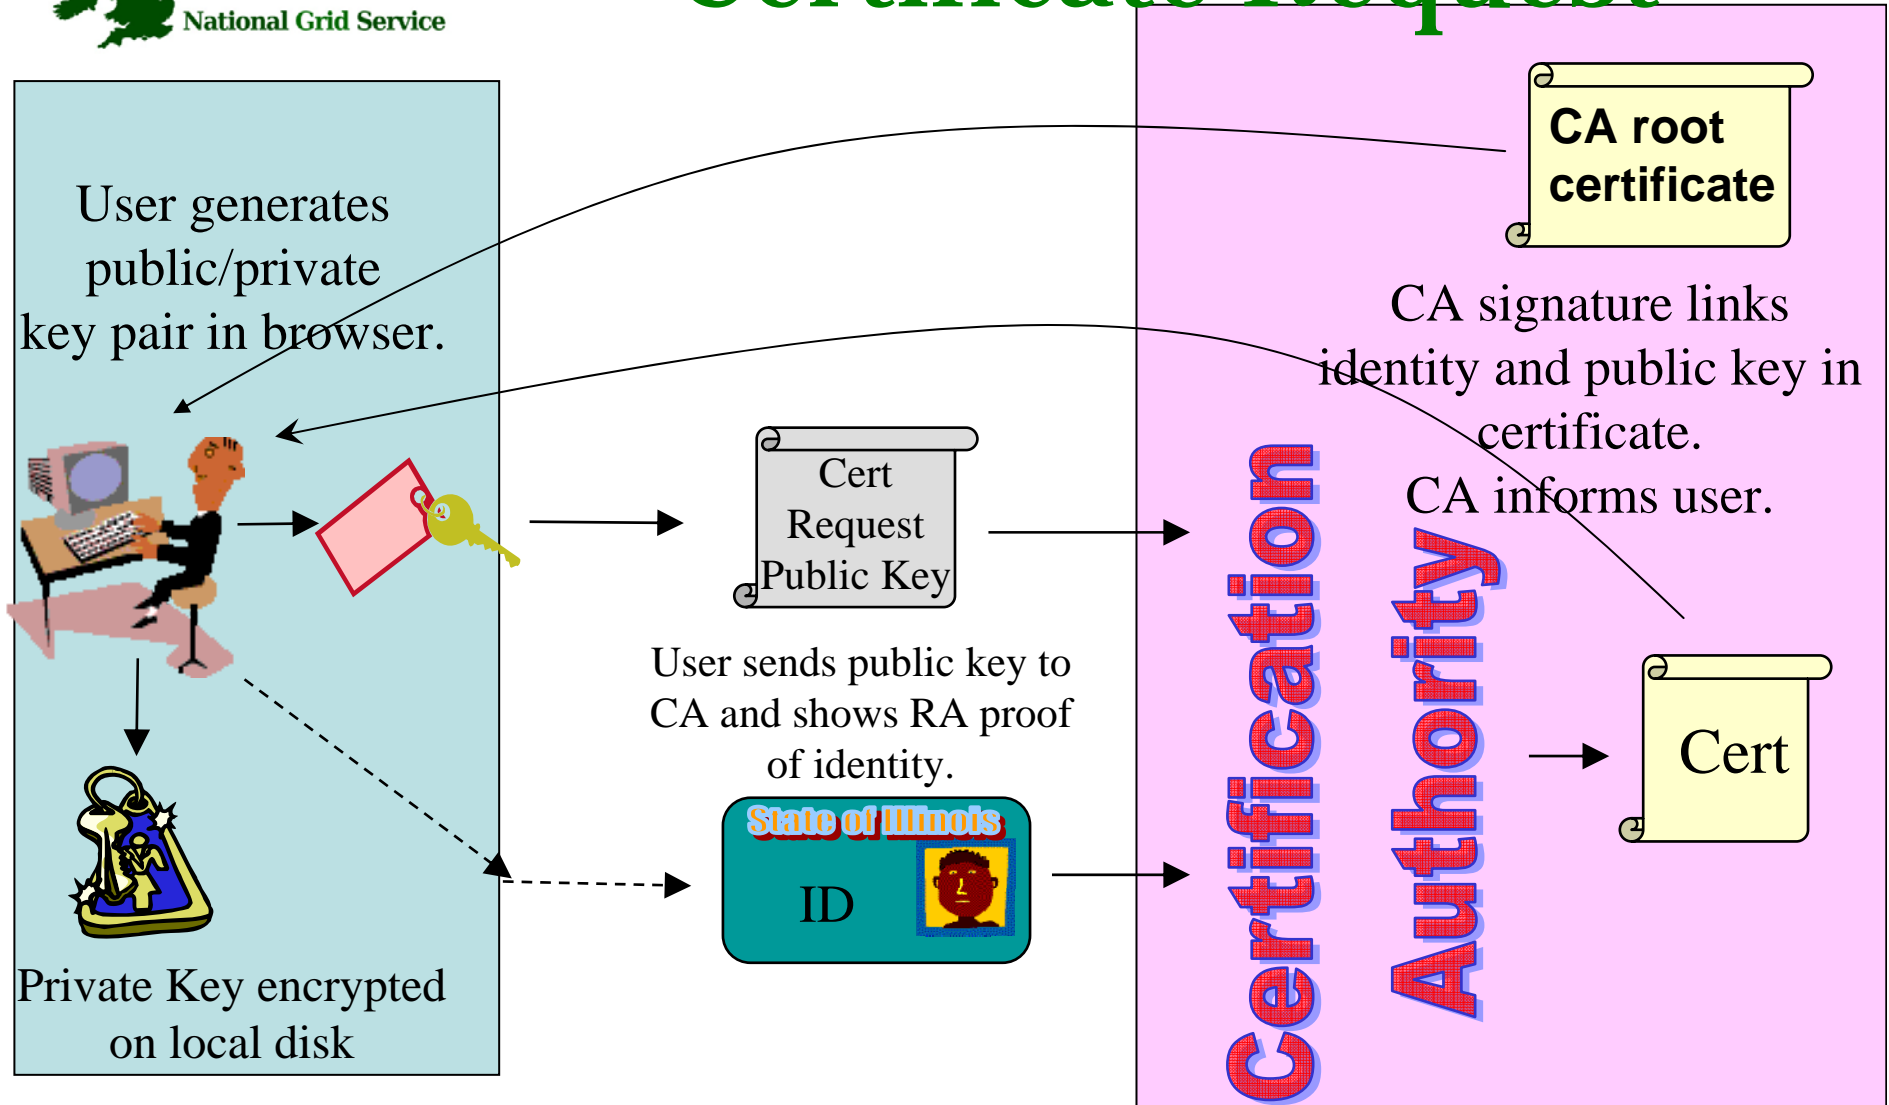 Certificate Request
National Grid Service
User generates
public/private
key pair in browser.
CA root
certificate
CA signature links
identity and public key in
certificate.
CA informs user.
Cert
Request
Public Key
User sends public key to
CA and shows RA proof
of identity.
State of Illinois
ID
Certification
Authority
Cert
Private Key encrypted
on local disk